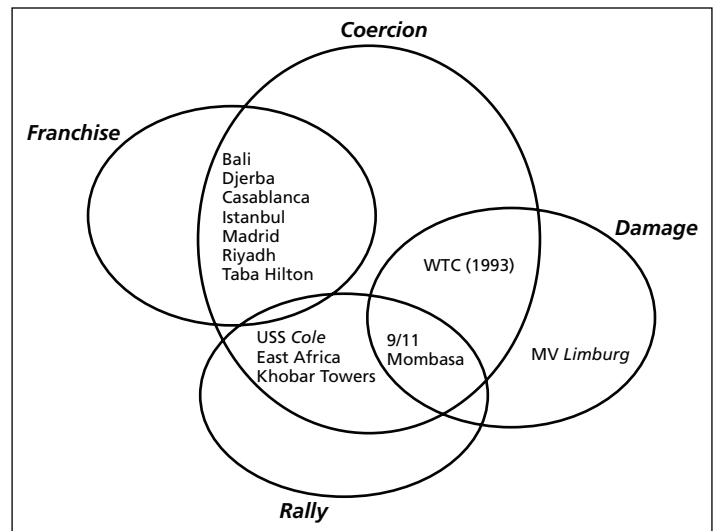 Coercion
Franchise
Bali
Djerba
Casablanca
Istanbul
Madrid
Riyadh
Taba Hilton
Damage
WTC (1993)
USS Cole
East Africa
Khobar Towers
9/11
Mombasa
MV Limburg
Rally